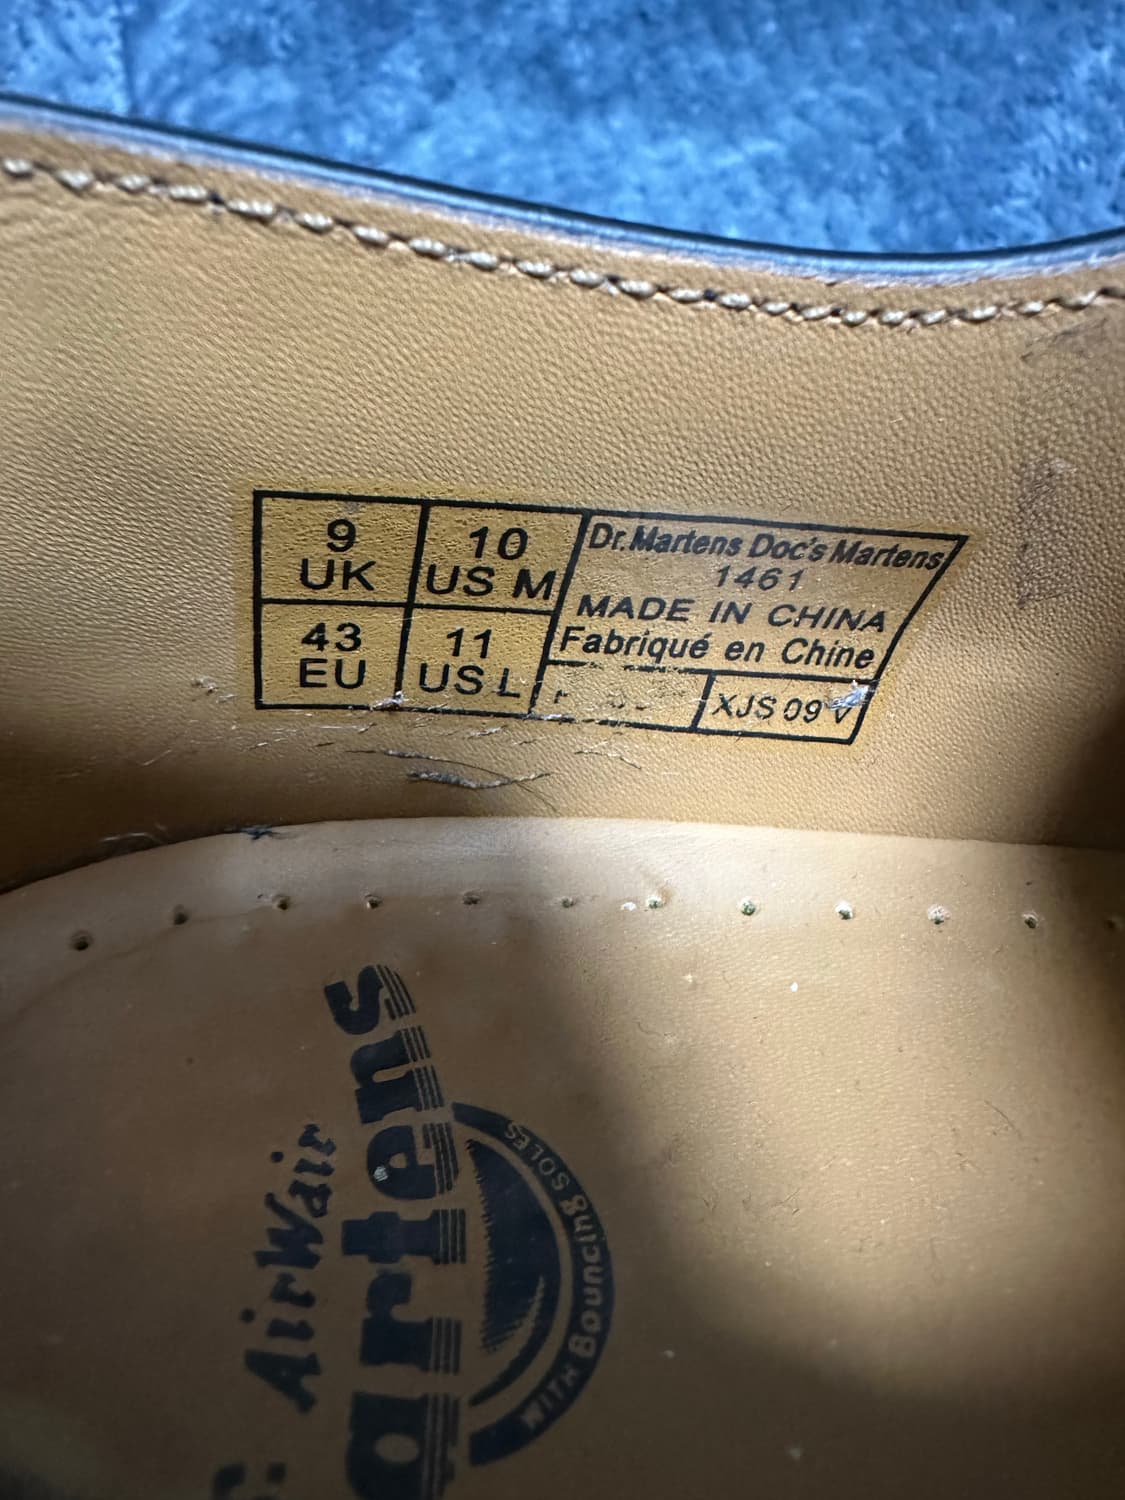 9
UK
10
US M
43
EU
11
US L
Dr.Martens Doc's Martens
1461
MADE IN CHINA
Fabriqué en Chine
XJS 09 V
AirWair
artens
WITH Bouncing SOLES